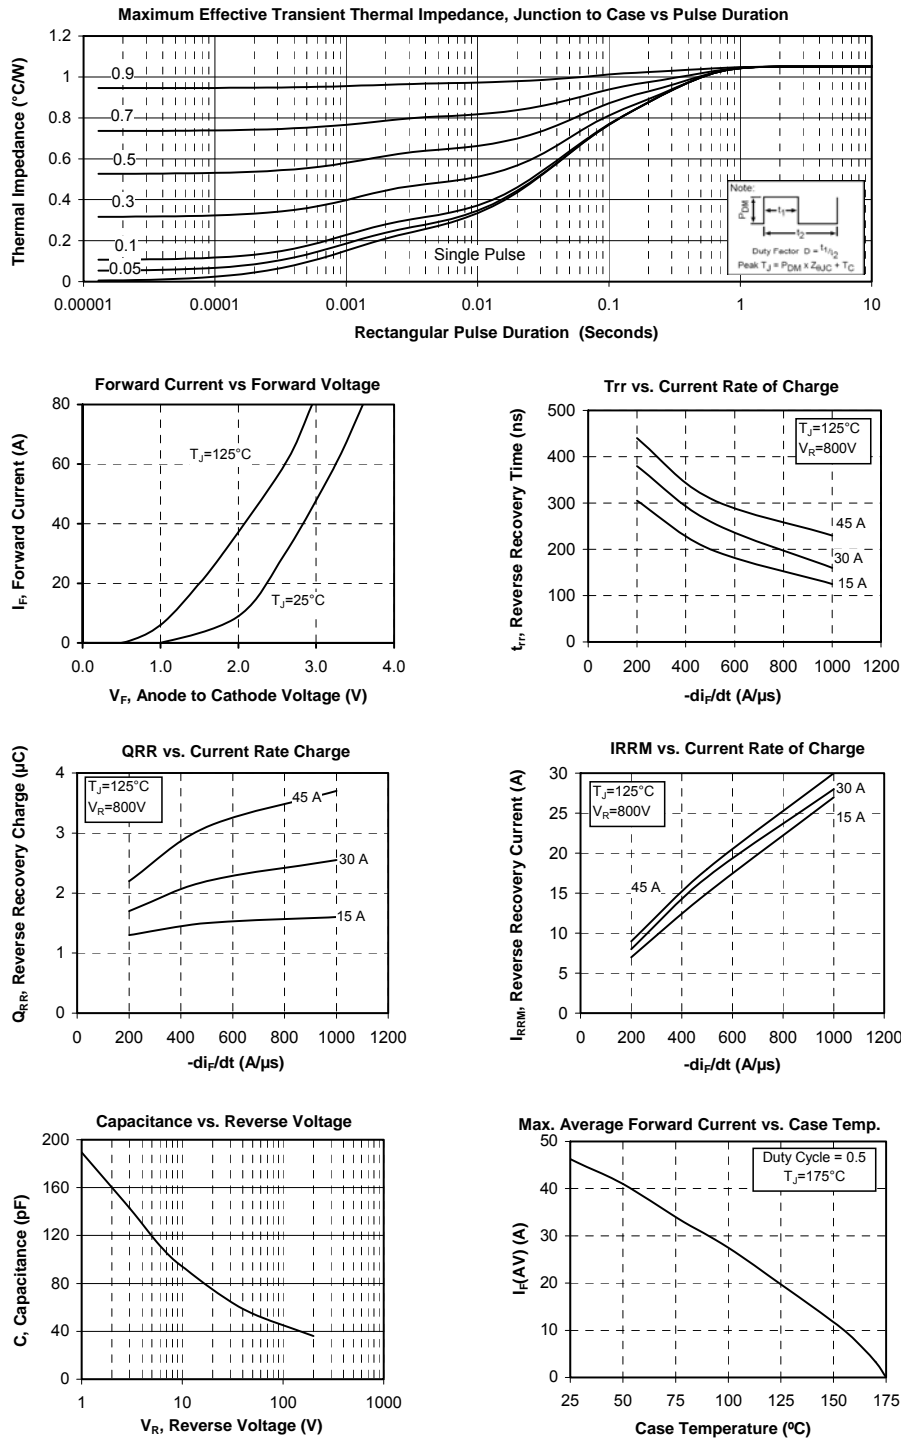 Maximum Effective Transient Thermal Impedance, Junction to Case vs Pulse Duration
Thermal Impedance (°C/W)
1.2
1
0.8
0.6
0.4
0.2
0
0.9
0.7
0.5
0.3
0.1
0.05
Single Pulse
Note:
PDM
t1
t2
Duty Factor D = t1/t2
Peak TJ = PDM x ZθJC + TC
0.00001 0.0001 0.001 0.01 0.1 1 10
Rectangular Pulse Duration (Seconds)
Forward Current vs Forward Voltage
IF, Forward Current (A)
80
60
40
20
0
TJ=125°C
TJ=25°C
0.0 1.0 2.0 3.0 4.0
VF, Anode to Cathode Voltage (V)
Trr vs. Current Rate of Charge
trr, Reverse Recovery Time (ns)
500
400
300
200
100
0
TJ=125°C
VR=800V
45 A
30 A
15 A
0 200 400 600 800 1000 1200
-diF/dt (A/µs)
QRR vs. Current Rate Charge
QRR, Reverse Recovery Charge (µC)
4
3
2
1
0
TJ=125°C
VR=800V
45 A
30 A
15 A
0 200 400 600 800 1000 1200
-diF/dt (A/µs)
IRRM vs. Current Rate of Charge
IRRM, Reverse Recovery Current (A)
30
25
20
15
10
5
0
TJ=125°C
VR=800V
30 A
15 A
45 A
0 200 400 600 800 1000 1200
-diF/dt (A/µs)
Capacitance vs. Reverse Voltage
C, Capacitance (pF)
200
160
120
80
40
0
1 10 100 1000
VR, Reverse Voltage (V)
Max. Average Forward Current vs. Case Temp.
IF(AV) (A)
50
40
30
20
10
0
Duty Cycle = 0.5
TJ=175°C
25 50 75 100 125 150 175
Case Temperature (ºC)